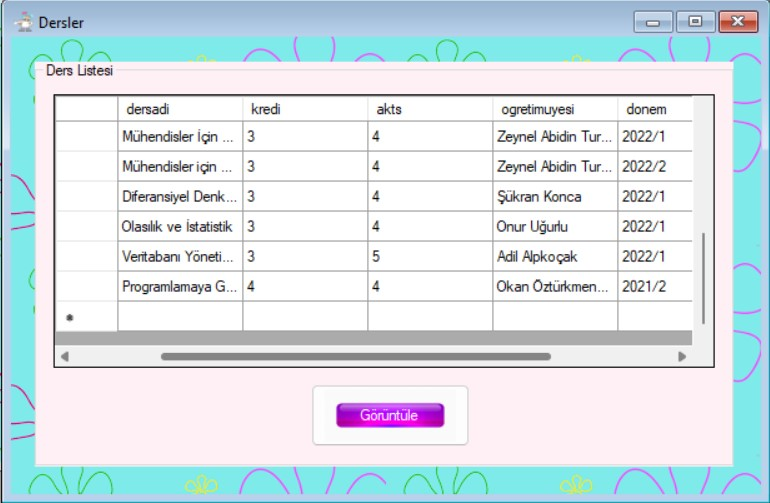 Dersler
Ders Listesi
dersadi kredi akts ogretimuyesi donem
Mühendisler İçin ... 3 4 Zeynel Abidin Tur... 2022/1
Mühendisler için ... 3 4 Zeynel Abidin Tur... 2022/2
Diferansiyel Denk... 3 4 Şükran Konca 2022/1
Olasılık ve İstatistik 3 4 Onur Uğurlu 2022/1
Veritabanı Yöneti... 3 5 Adil Alpkoçak 2022/1
Programlamaya G... 4 4 Okan Öztürkmen... 2021/2
*
Görüntüle